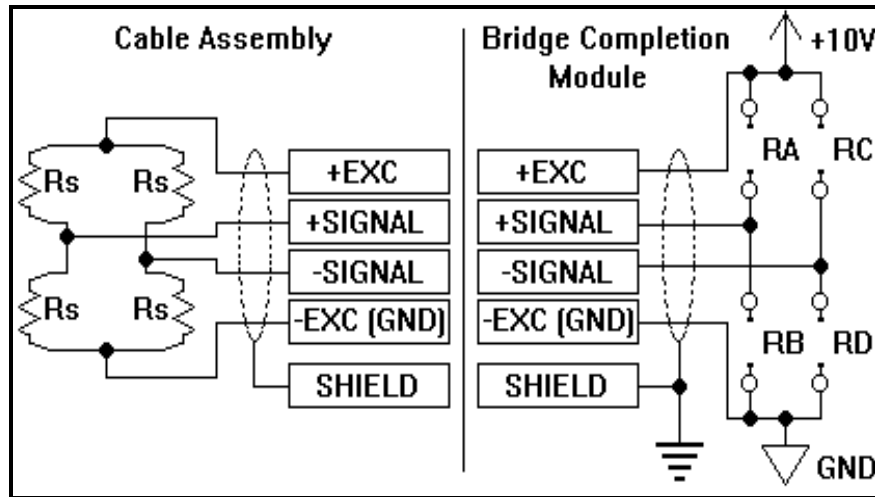 Cable Assembly
Bridge Completion
Module
+10V
Rs Rs
Rs Rs
+EXC
+SIGNAL
-SIGNAL
-EXC (GND)
SHIELD
+EXC
+SIGNAL
-SIGNAL
-EXC (GND)
SHIELD
RA RC
RB RD
GND